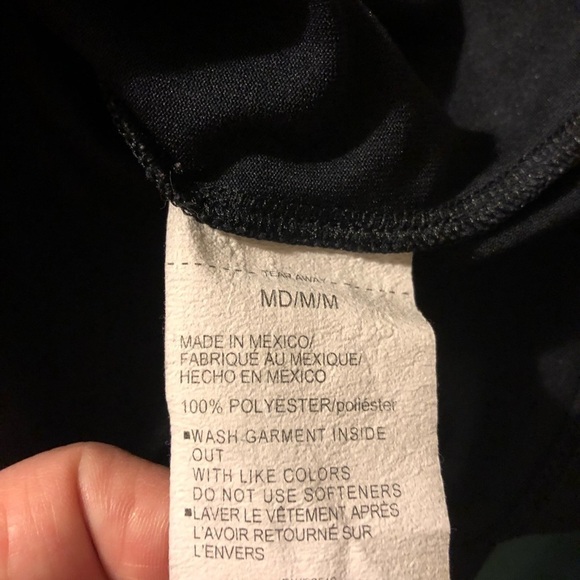 TEAR AWAY
MD/M/M
MADE IN MEXICO/
FABRIQUÉ AU MEXIQUE/
HECHO EN MÉXICO
100% POLYESTER/poliéster
▪WASH GARMENT INSIDE
OUT
WITH LIKE COLORS
DO NOT USE SOFTENERS
▪LAVER LE VÊTEMENT APRÈS
L'AVOIR RETOURNÉ SUR
L'ENVERS